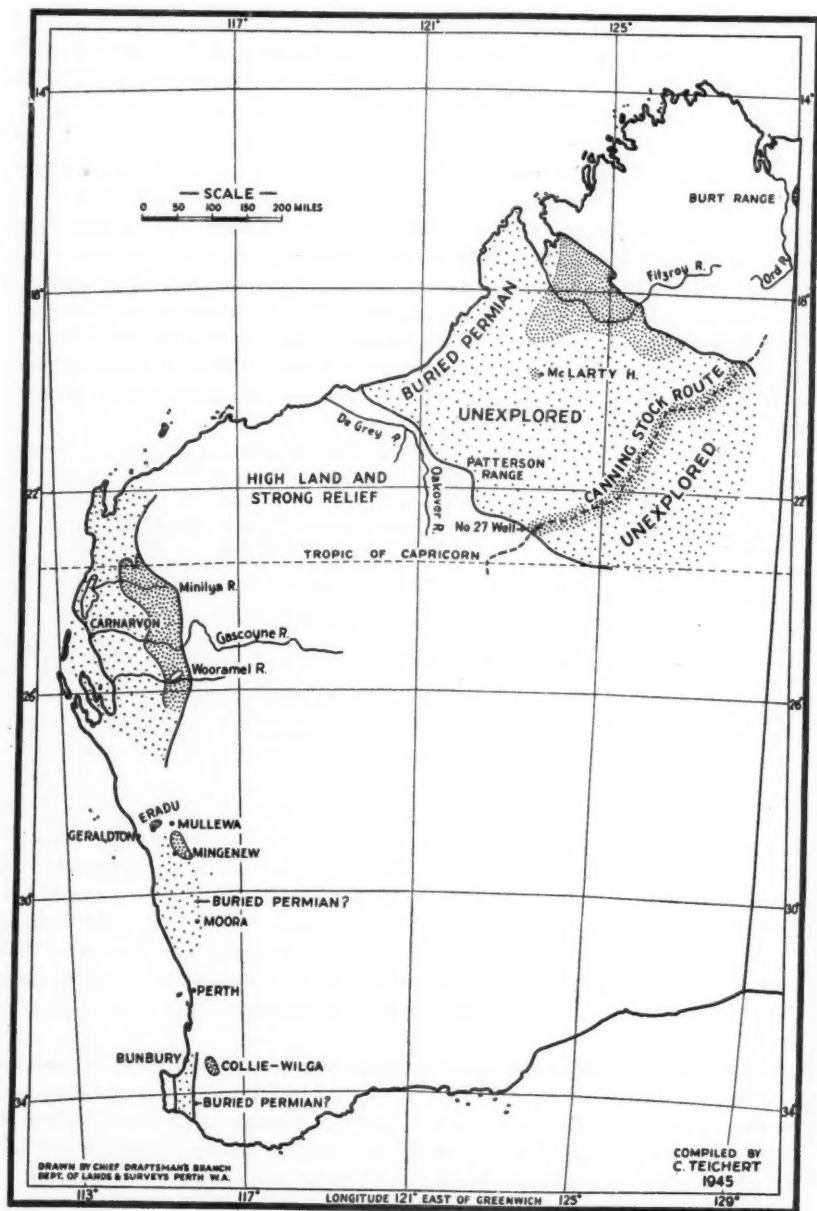 117° 121° 125°
14° 14°
— SCALE —
0 50 100 200 MILES
BURT RANGE
Fitzroy R.
Ord R.
18° 18°
BURIED PERMIAN
McLARTY H.
UNEXPLORED
CANNING STOCK ROUTE
De Grey R.
PATTERSON
RANGE
HIGH LAND AND
STRONG RELIEF
Oakover R.
UNEXPLORED
22° 22°
No 27 Well
TROPIC OF CAPRICORN
Minilya R.
CARNARVON
Gascoyne R.
Wooramel R.
26° 26°
ERADU
MULLEWA
GERALDTON
MINGENEW
30° 30°
BURIED PERMIAN?
MOORA
PERTH
BUNBURY
COLLIE-WILGA
34° 34°
BURIED PERMIAN?
DRAWN BY CHIEF DRAFTSMAN'S BRANCH
DEPT. OF LANDS & SURVEYS PERTH W.A.
COMPILED BY
C. TEICHERT
1945
113° 117° LONGITUDE 121° EAST OF GREENWICH 125° 129°